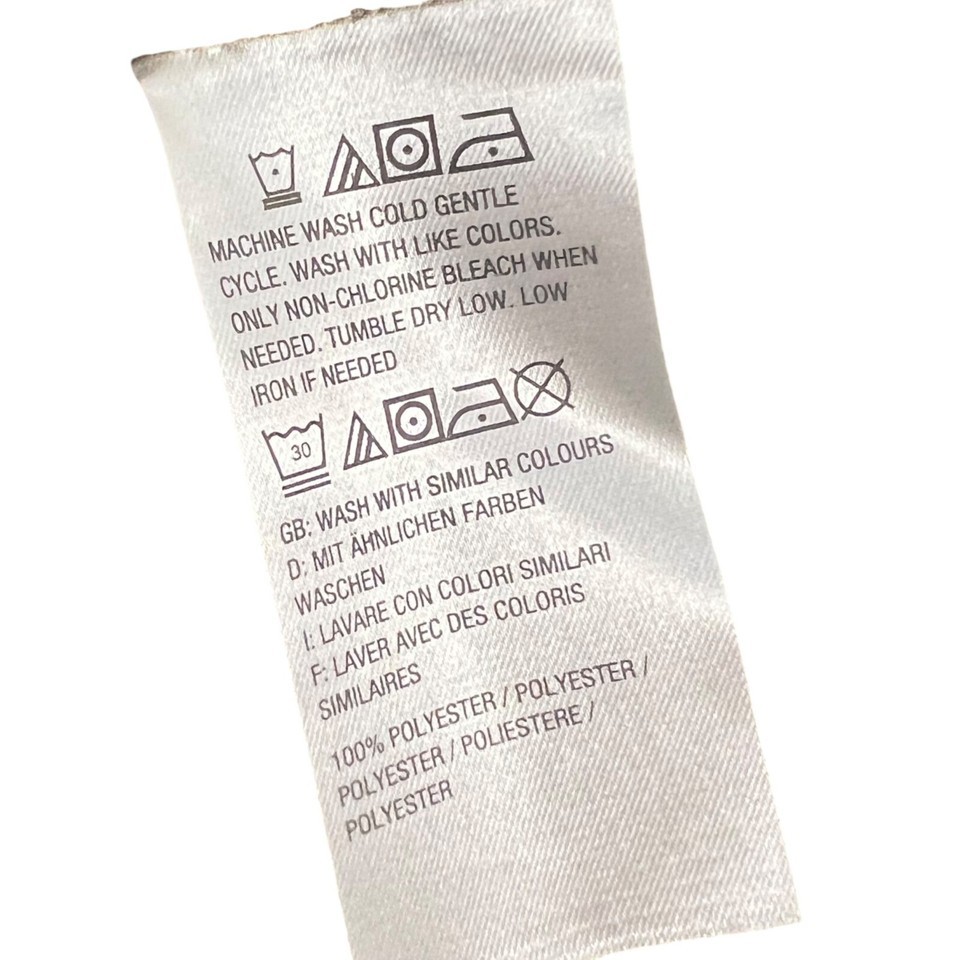 MACHINE WASH COLD GENTLE
CYCLE. WASH WITH LIKE COLORS.
ONLY NON-CHLORINE BLEACH WHEN
NEEDED. TUMBLE DRY LOW. LOW
IRON IF NEEDED
30
GB: WASH WITH SIMILAR COLOURS
D: MIT ÄHNLICHEN FARBEN
WASCHEN
I: LAVARE CON COLORI SIMILARI
F: LAVER AVEC DES COLORIS
SIMILAIRES
100% POLYESTER / POLYESTER /
POLYESTER / POLIESTERE /
POLYESTER